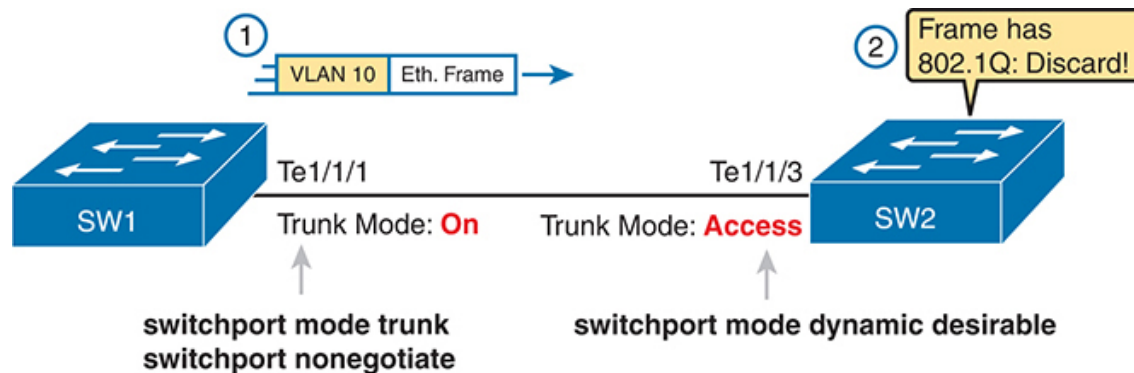 1
VLAN 10 Eth. Frame
2
Frame has
802.1Q: Discard!
SW1
Te1/1/1
Te1/1/3
SW2
Trunk Mode: On
Trunk Mode: Access
switchport mode trunk
switchport nonegotiate
switchport mode dynamic desirable